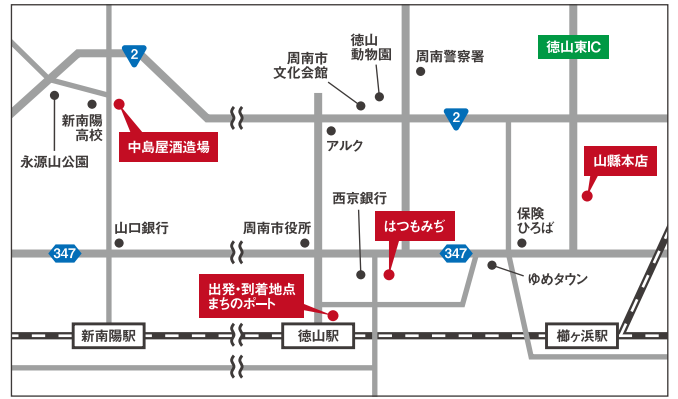 2
周南市
文化会館
徳山
動物園
周南警察署
徳山東IC
永源山公園
新南陽
高校
中島屋酒造場
アルク
2
山縣本店
山口銀行
周南市役所
西京銀行
はつもみぢ
保険
ひろば
347
347
ゆめタウン
出発・到着地点
まちのポート
新南陽駅
徳山駅
櫛ヶ浜駅